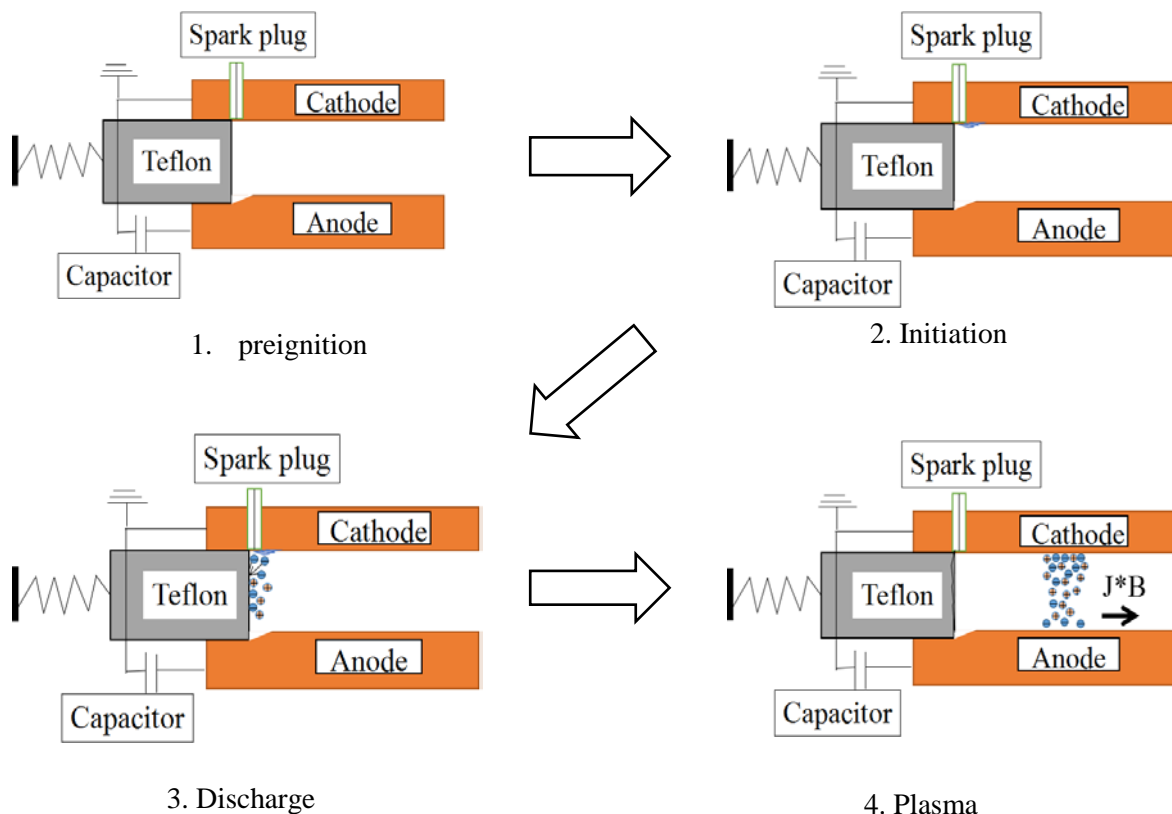 Spark plug
Cathode
Teflon
Anode
Capacitor
1. preignition
Spark plug
Cathode
Teflon
Anode
Capacitor
2. Initiation
Spark plug
Cathode
Teflon
Anode
Capacitor
3. Discharge
Spark plug
Cathode
J*B
Teflon
Anode
Capacitor
4. Plasma